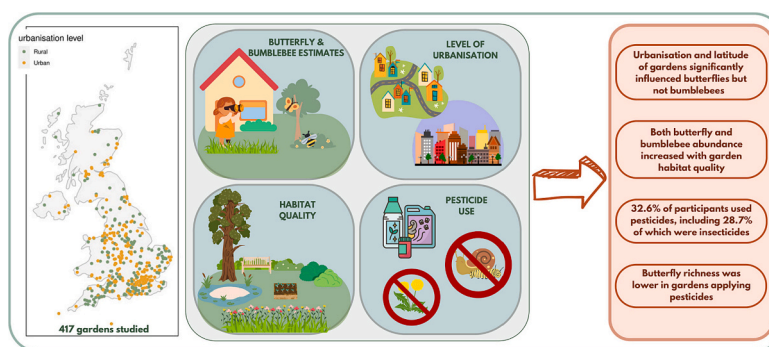 urbanisation level
Rural
Urban
417 gardens studied
BUTTERFLY &
BUMBLEBEE ESTIMATES
LEVEL OF
URBANISATION
HABITAT
QUALITY
PESTICIDE
USE
Urbanisation and latitude
of gardens significantly
influenced butterflies but
not bumblebees
Both butterfly and
bumblebee abundance
increased with garden
habitat quality
32.6% of participants used
pesticides, including 28.7%
of which were insecticides
Butterfly richness was
lower in gardens applying
pesticides